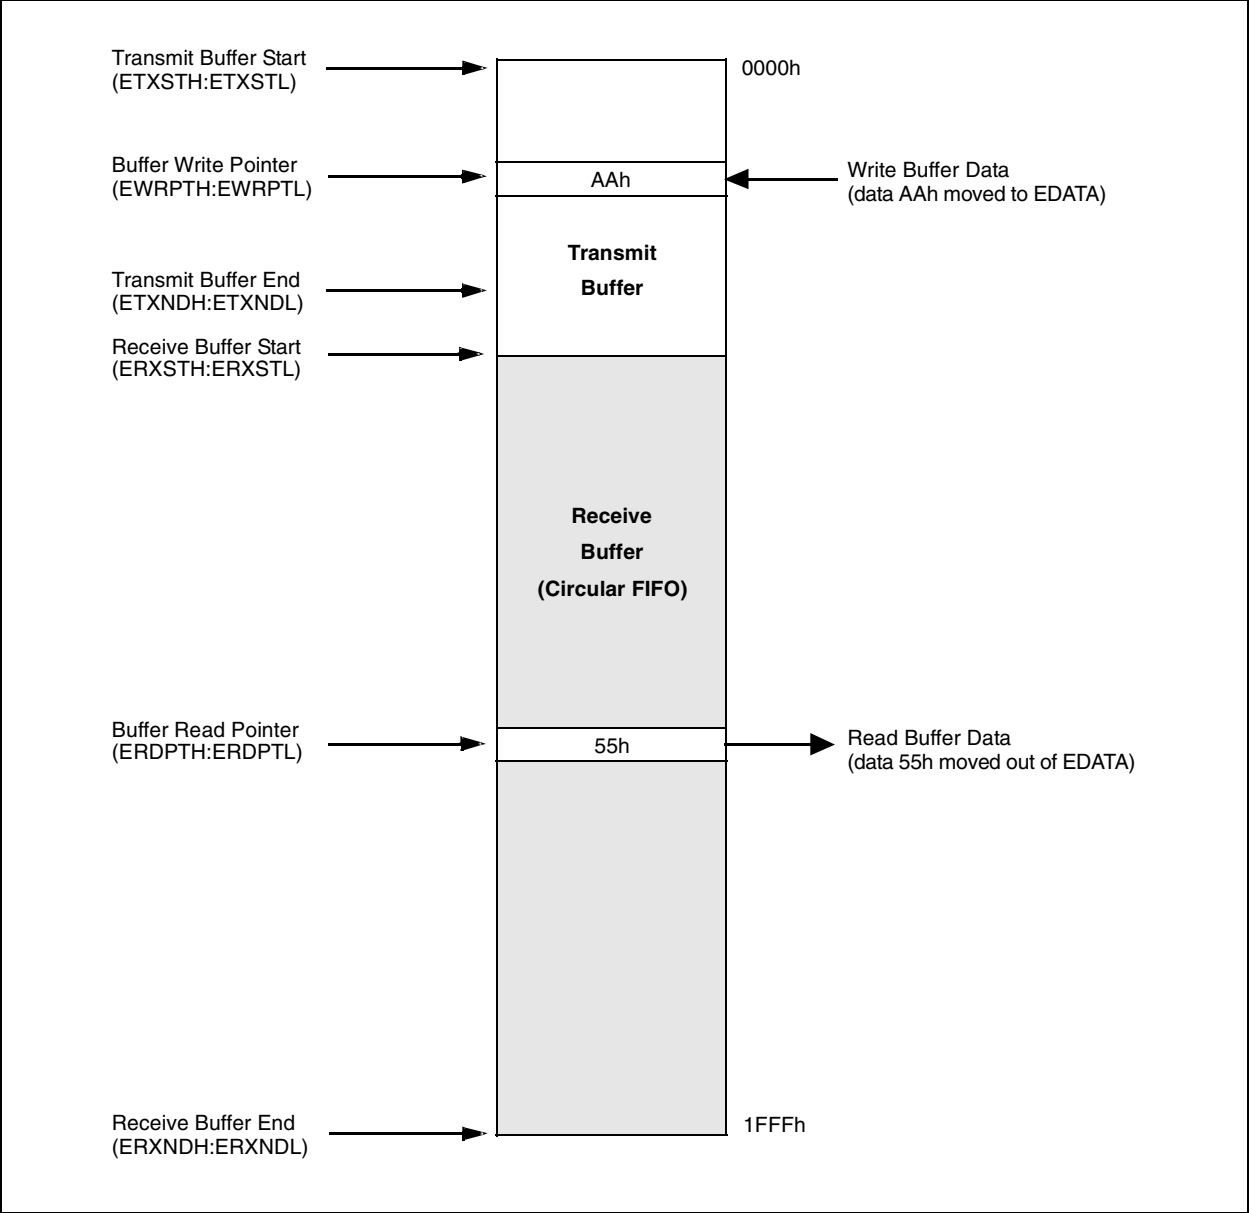 Transmit Buffer Start
(ETXSTH:ETXSTL)
0000h
Buffer Write Pointer
(EWRPTH:EWRPTL)
AAh
Write Buffer Data
(data AAh moved to EDATA)
Transmit
Buffer
Transmit Buffer End
(ETXNDH:ETXNDL)
Receive Buffer Start
(ERXSTH:ERXSTL)
Receive
Buffer
(Circular FIFO)
Buffer Read Pointer
(ERDPTH:ERDPTL)
55h
Read Buffer Data
(data 55h moved out of EDATA)
Receive Buffer End
(ERXNDH:ERXNDL)
1FFFh